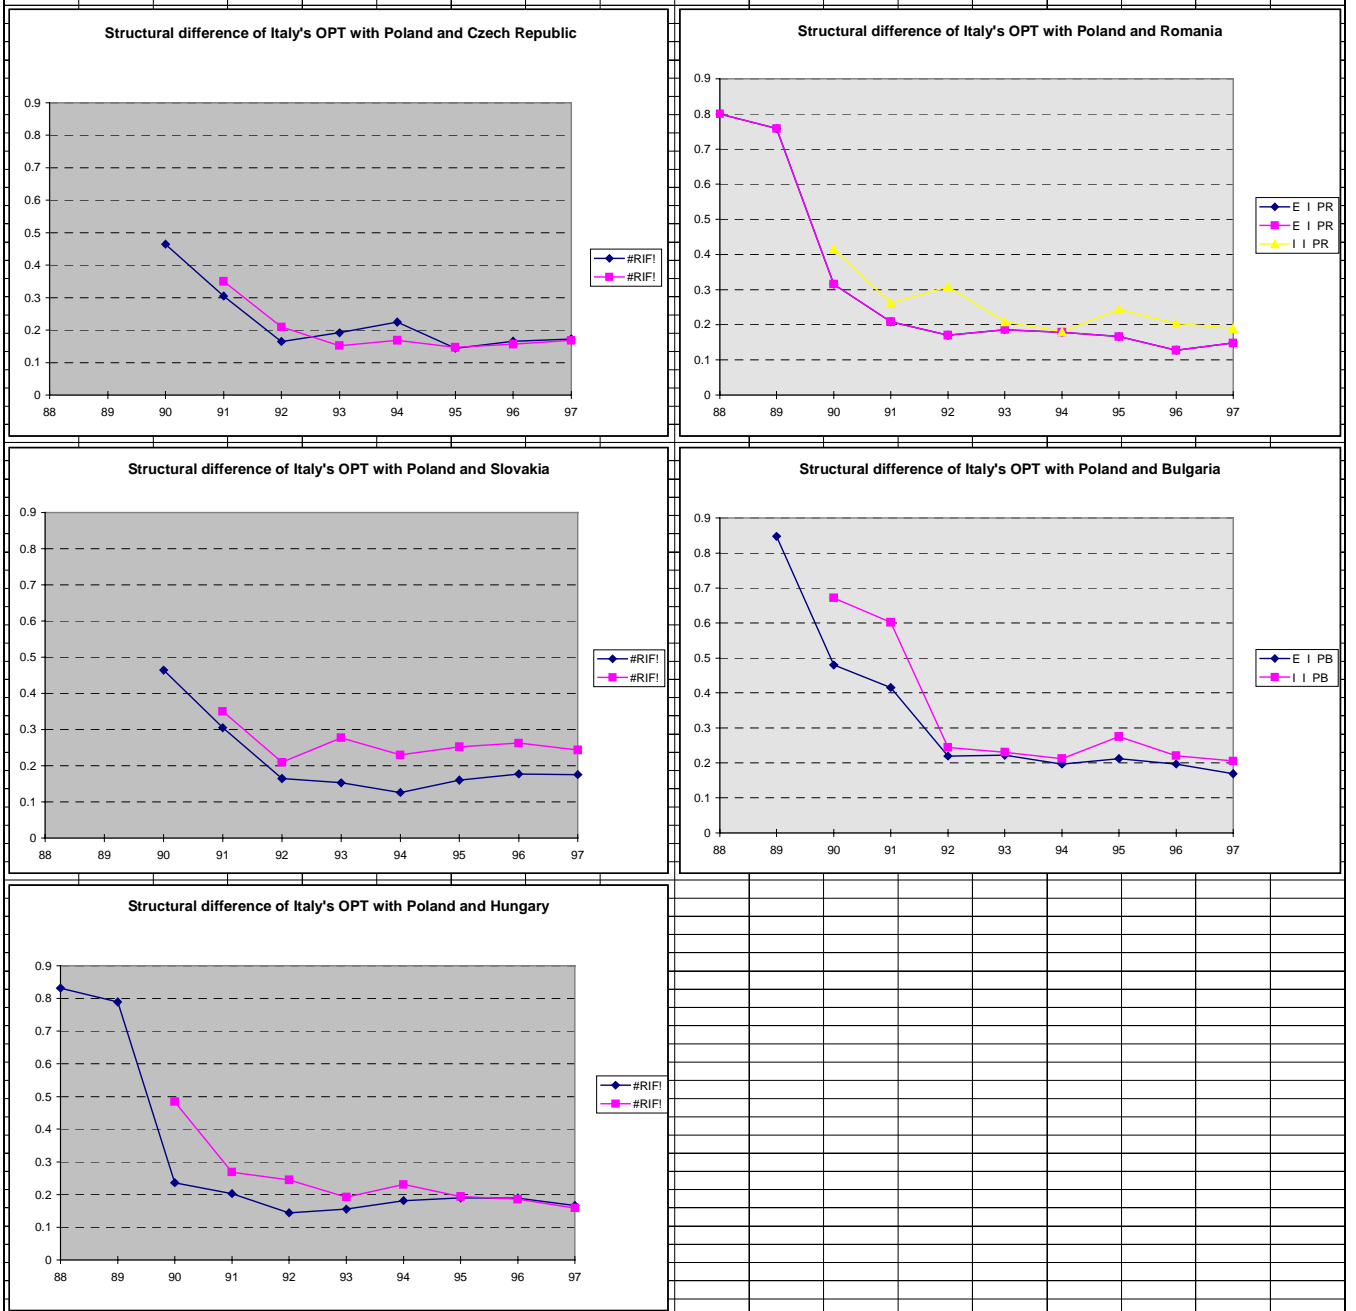 Structural difference of Italy's OPT with Poland and Czech Republic
0.9
0.8
0.7
0.6
0.5
0.4
0.3
0.2
0.1
0
88 89 90 91 92 93 94 95 96 97
#RIF!
#RIF!
Structural difference of Italy's OPT with Poland and Romania
0.9
0.8
0.7
0.6
0.5
0.4
0.3
0.2
0.1
0
88 89 90 91 92 93 94 95 96 97
E I PR
E I PR
I I PR
Structural difference of Italy's OPT with Poland and Slovakia
0.9
0.8
0.7
0.6
0.5
0.4
0.3
0.2
0.1
0
88 89 90 91 92 93 94 95 96 97
#RIF!
#RIF!
Structural difference of Italy's OPT with Poland and Bulgaria
0.9
0.8
0.7
0.6
0.5
0.4
0.3
0.2
0.1
0
88 89 90 91 92 93 94 95 96 97
E I PB
I I PB
Structural difference of Italy's OPT with Poland and Hungary
0.9
0.8
0.7
0.6
0.5
0.4
0.3
0.2
0.1
0
88 89 90 91 92 93 94 95 96 97
#RIF!
#RIF!